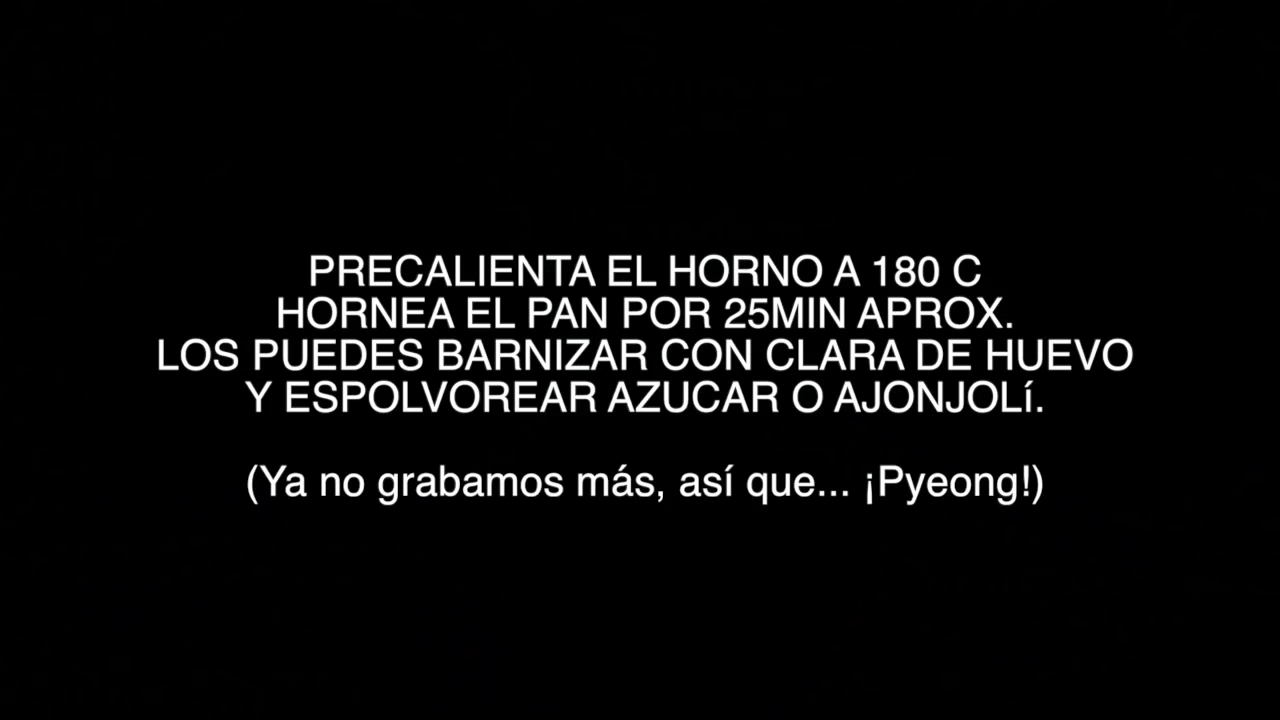 PRECALIENTA EL HORNO A 180 C
HORNEA EL PAN POR 25MIN APROX.
LOS PUEDES BARNIZAR CON CLARA DE HUEVO
Y ESPOLVOREAR AZUCAR O AJONJOLí.
(Ya no grabamos más, así que... ¡Pyeong!)